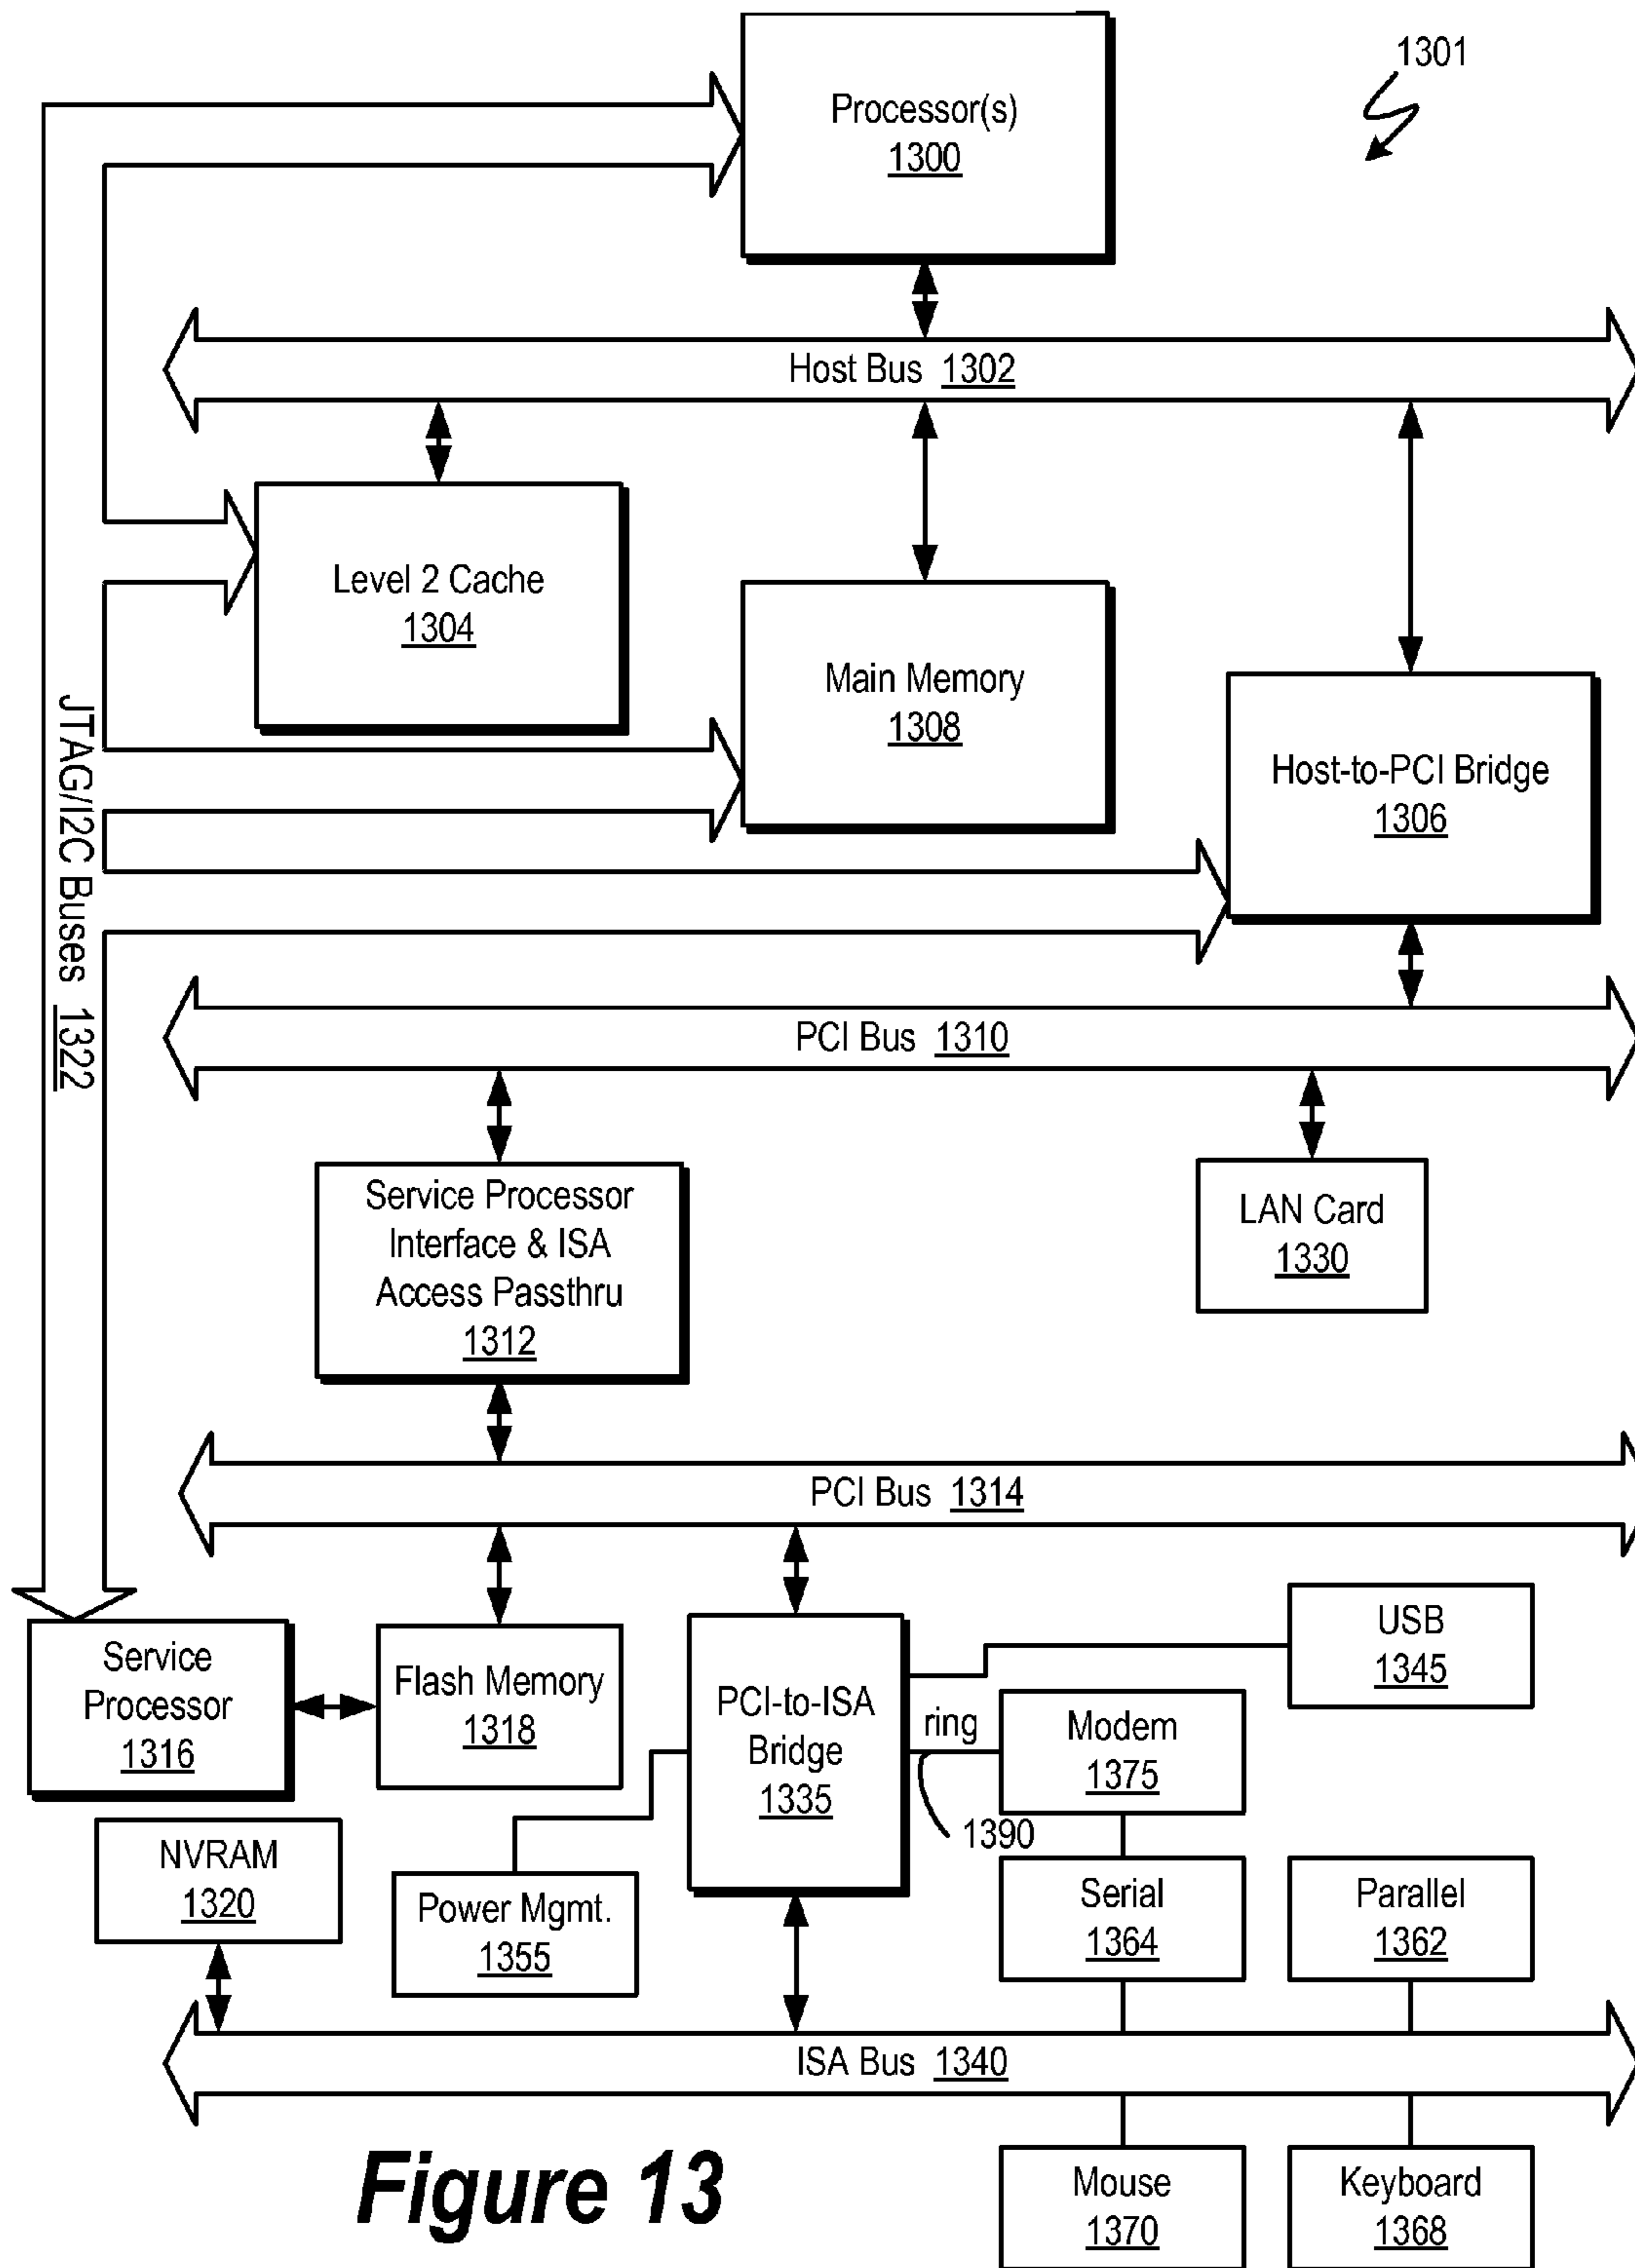 1301
Processor(s)
1300
Host Bus 1302
Level 2 Cache
1304
Main Memory
1308
Host-to-PCI Bridge
1306
JTAG/I2C Buses 1322
PCI Bus 1310
Service Processor
Interface & ISA
Access Passthru
1312
LAN Card
1330
PCI Bus 1314
USB
1345
Service
Processor
1316
Flash Memory
1318
PCI-to-ISA
Bridge
1335
ring
Modem
1375
1390
NVRAM
1320
Power Mgmt.
1355
Serial
1364
Parallel
1362
ISA Bus 1340
Figure 13
Mouse
1370
Keyboard
1368